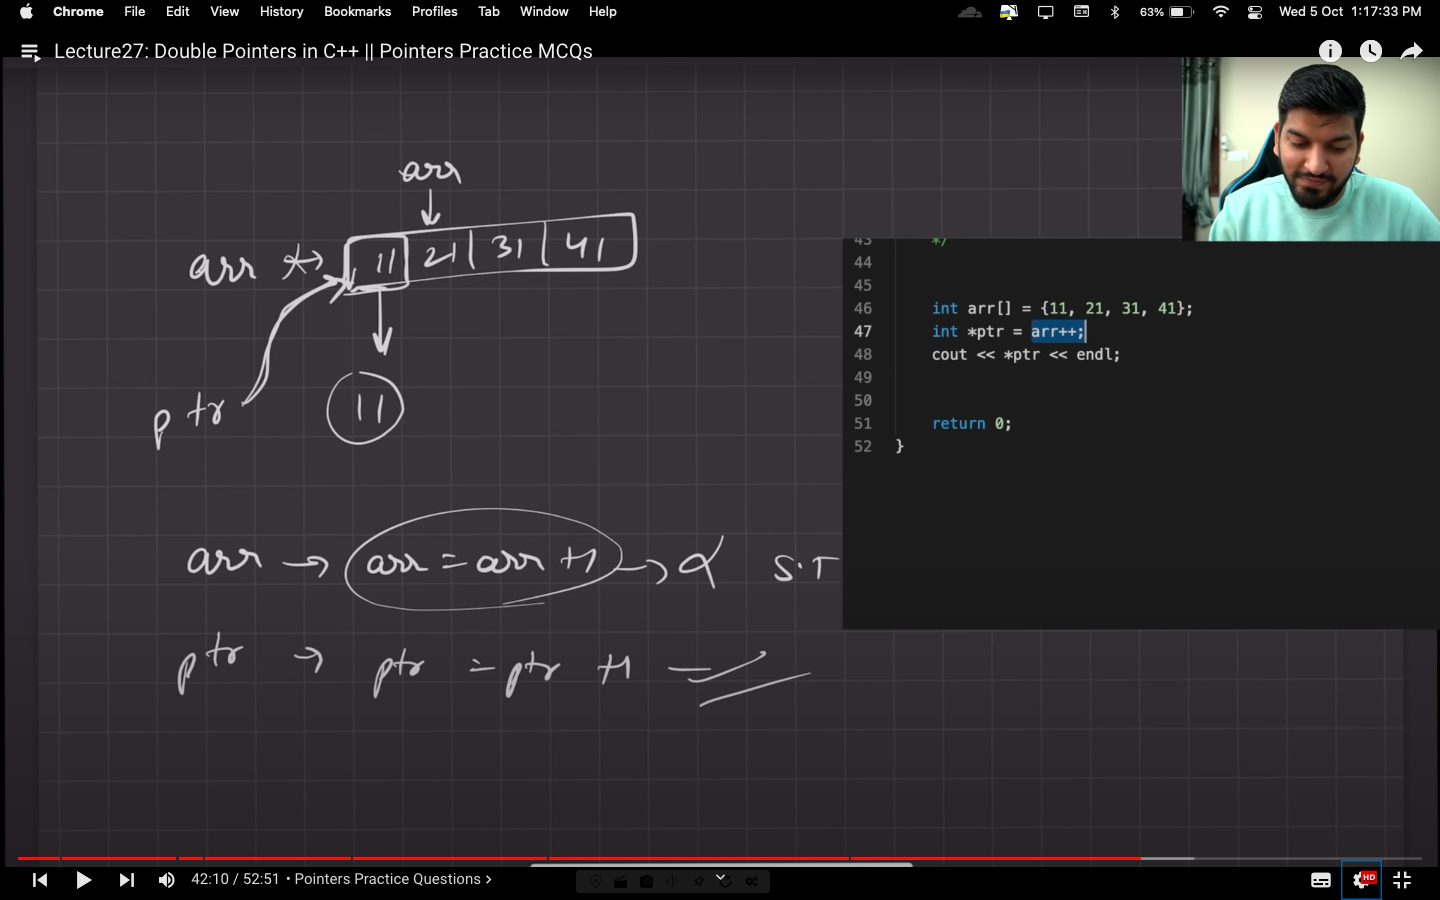 Chrome File Edit View History Bookmarks Profiles Tab Window Help 63% Wed 5 Oct 1:17:33 PM
Lecture27: Double Pointers in C++ || Pointers Practice MCQs
arr
arr → 11 21 31 41
ptr
11
arr → arr = arr +1 → α S.T
ptr → ptr = ptr +1
43 */
44
45
46 int arr[] = {11, 21, 31, 41};
47 int *ptr = arr++;
48 cout << *ptr << endl;
49
50
51 return 0;
52 }
42:10 / 52:51 • Pointers Practice Questions ›
HD